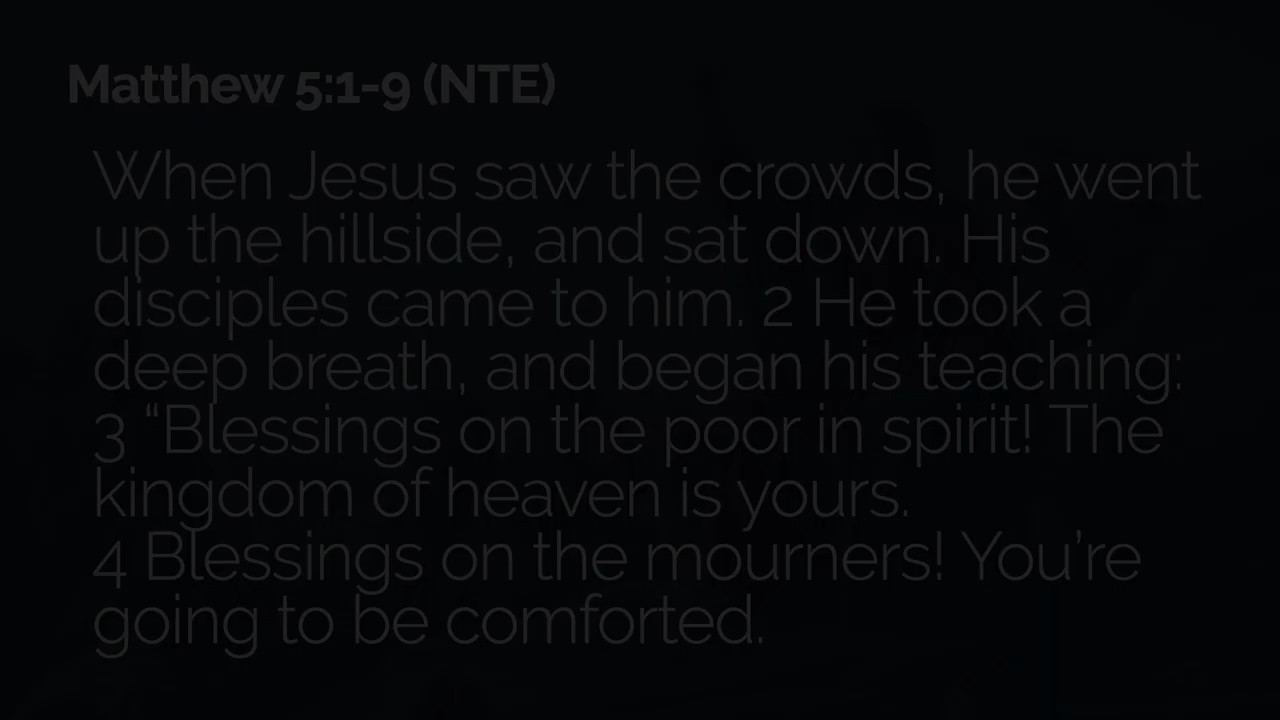 Matthew 5:1-9 (NTE)
When Jesus saw the crowds, he went
up the hillside, and sat down. His
disciples came to him. 2 He took a
deep breath, and began his teaching:
3 “Blessings on the poor in spirit! The
kingdom of heaven is yours.
4 Blessings on the mourners! You’re
going to be comforted.